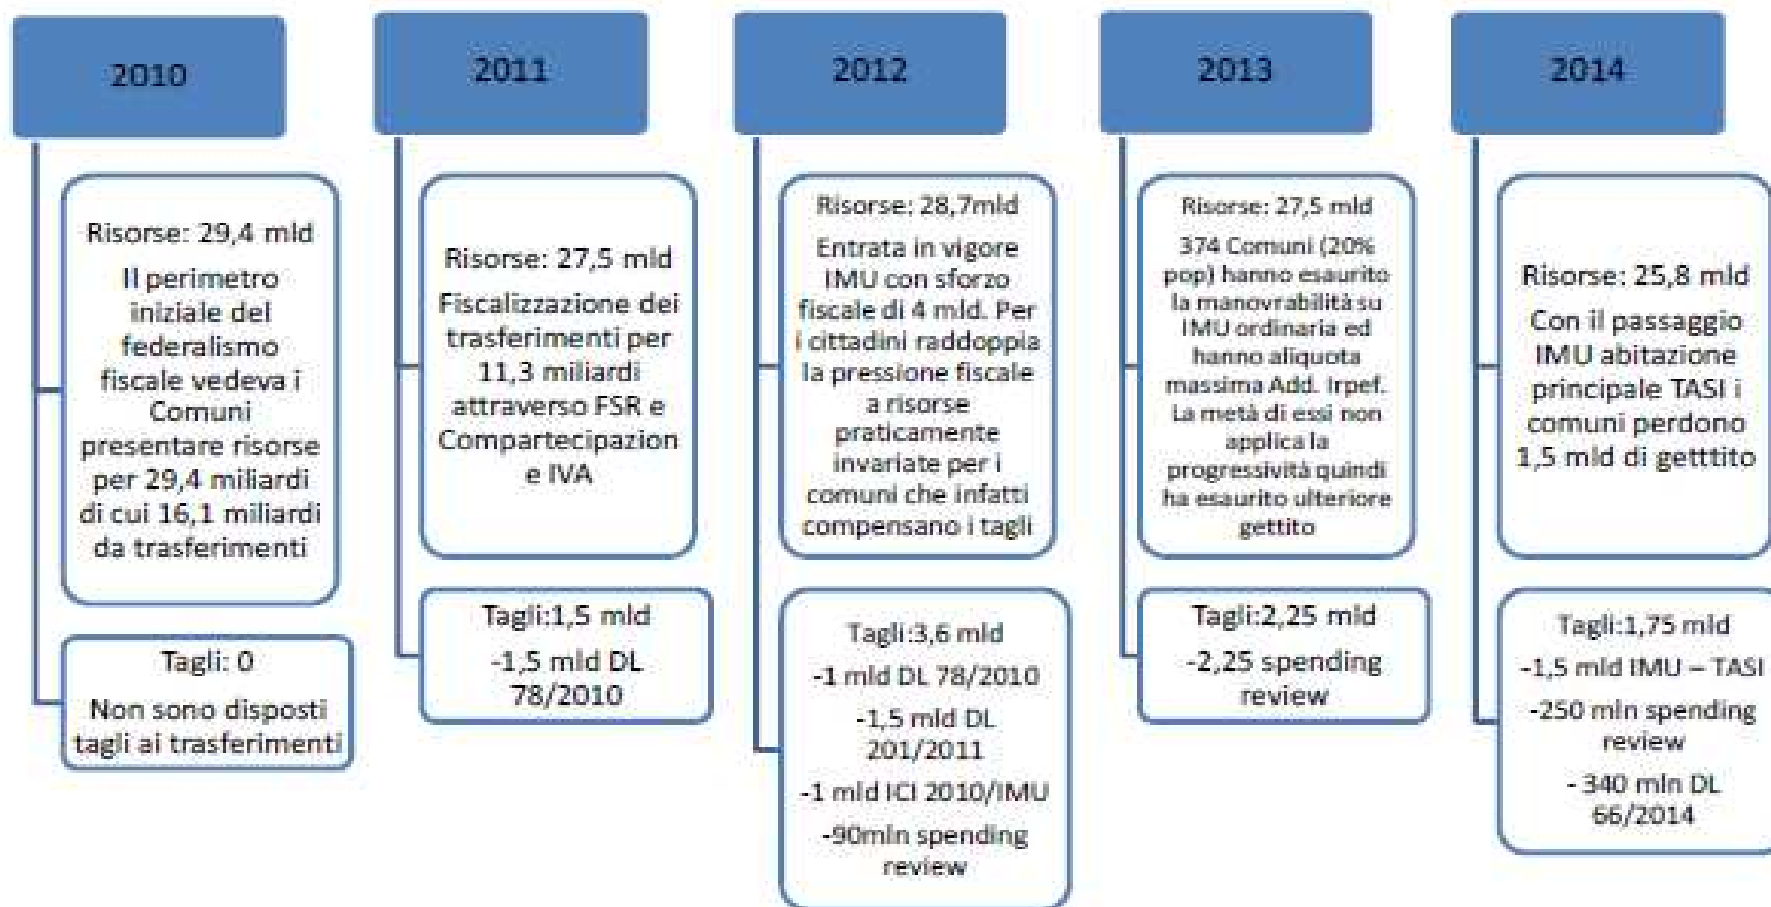 2010
Risorse: 29,4 mld
Il perimetro
iniziale del
federalismo
fiscale vedeva i
Comuni
presentare risorse
per 29,4 miliardi
di cui 16,1 miliardi
da trasferimenti
Tagli: 0
Non sono disposti
tagli ai trasferimenti
2011
Risorse: 27,5 mld
Fiscalizzazione dei
trasferimenti per
11,3 miliardi
attraverso FSR e
Compartecipazion
e IVA
Tagli:1,5 mld
-1,5 mld DL
78/2010
2012
Risorse: 28,7mld
Entrata in vigore
IMU con sforzo
fiscale di 4 mld. Per
i cittadini raddoppia
la pressione fiscale
a risorse
praticamente
invariate per i
comuni che infatti
compensano i tagli
Tagli:3,6 mld
-1 mld DL 78/2010
-1,5 mld DL
201/2011
-1 mld ICI 2010/IMU
-90mln spending
review
2013
Risorse: 27,5 mld
374 Comuni (20%
pop) hanno esaurito
la manovrabilità su
IMU ordinaria ed
hanno aliquota
massima Add. Irpef.
La metà di essi non
applica la
progressività quindi
ha esaurito ulteriore
gettito
Tagli:2,25 mld
-2,25 spending
review
2014
Risorse: 25,8 mld
Con il passaggio
IMU abitazione
principale TASI i
comuni perdono
1,5 mld di getttito
Tagli:1,75 mld
-1,5 mld IMU – TASI
-250 mln spending
review
- 340 mln DL
66/2014